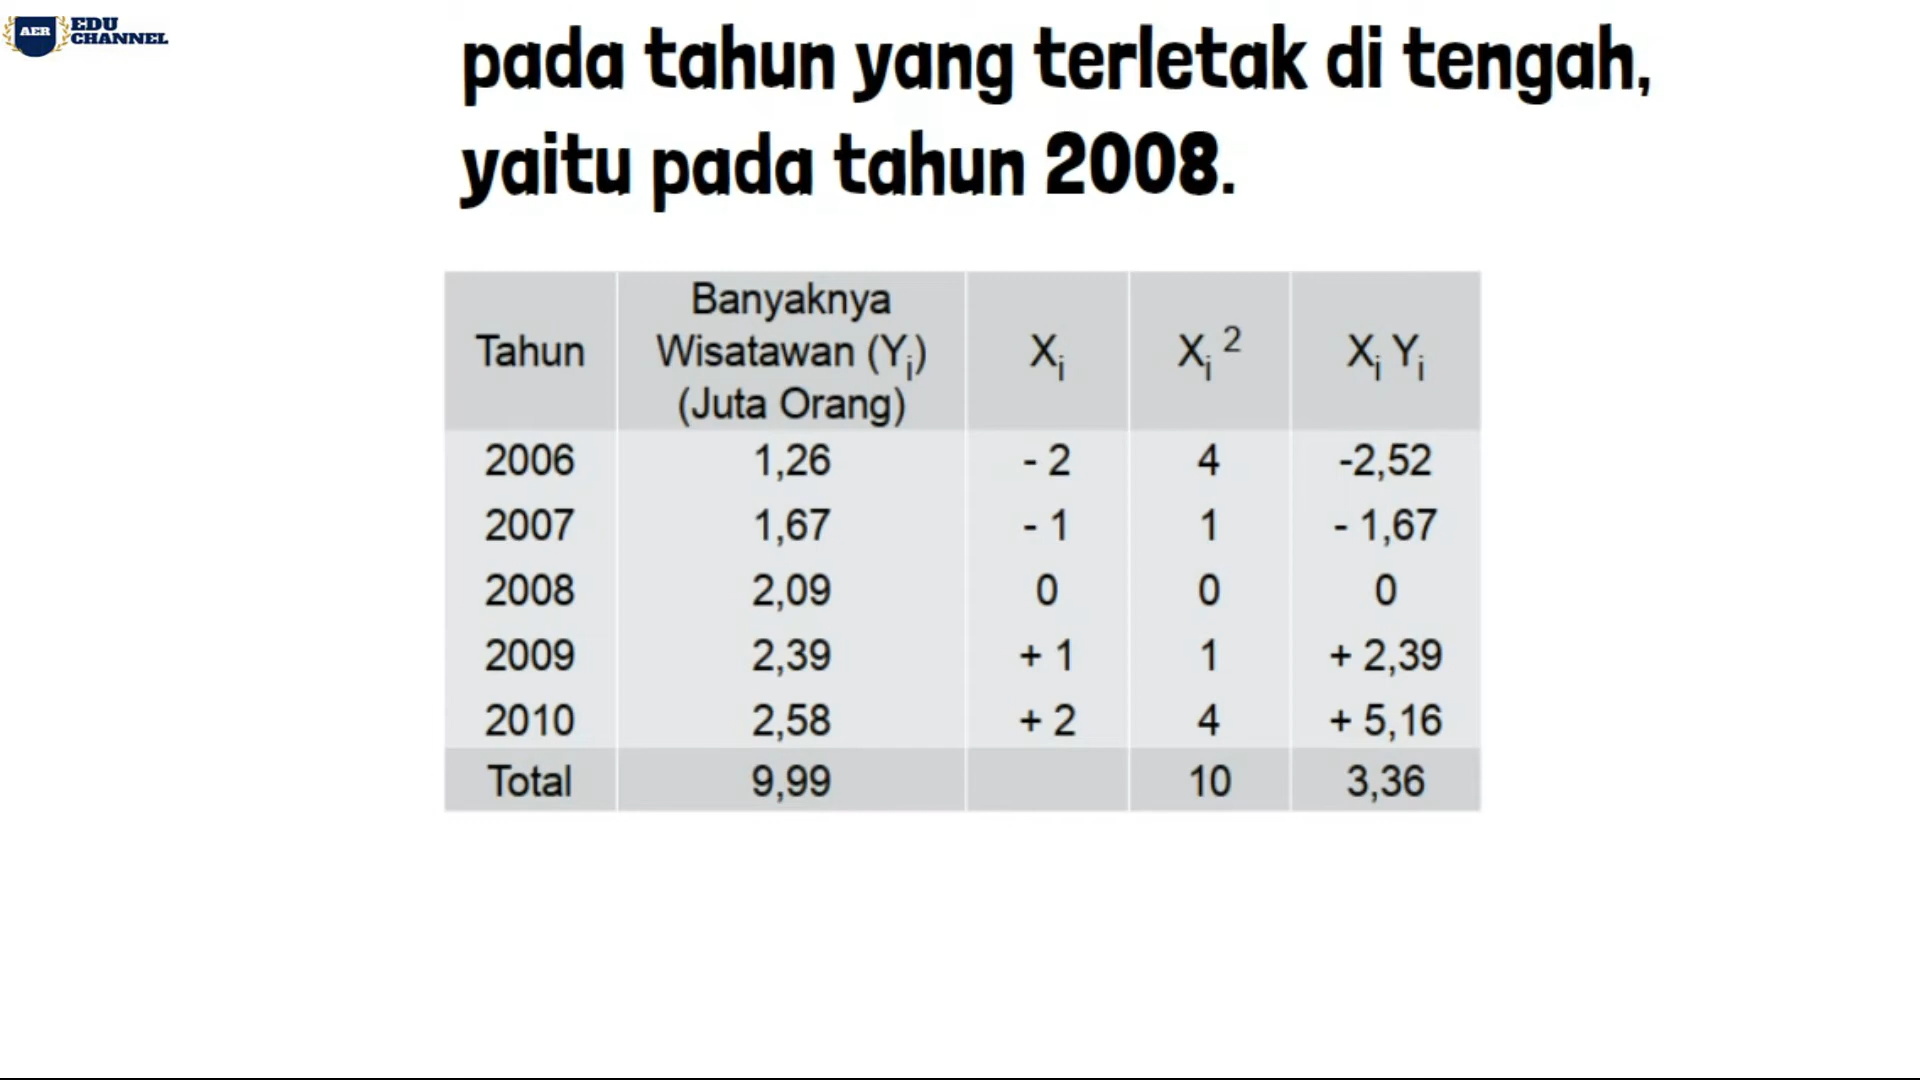 AER EDU
CHANNEL
pada tahun yang terletak di tengah,
yaitu pada tahun 2008.
Tahun Banyaknya Wisatawan (Yi) (Juta Orang) Xi Xi 2 Xi Yi
2006 1,26 - 2 4 -2,52
2007 1,67 - 1 1 - 1,67
2008 2,09 0 0 0
2009 2,39 + 1 1 + 2,39
2010 2,58 + 2 4 + 5,16
Total 9,99 10 3,36